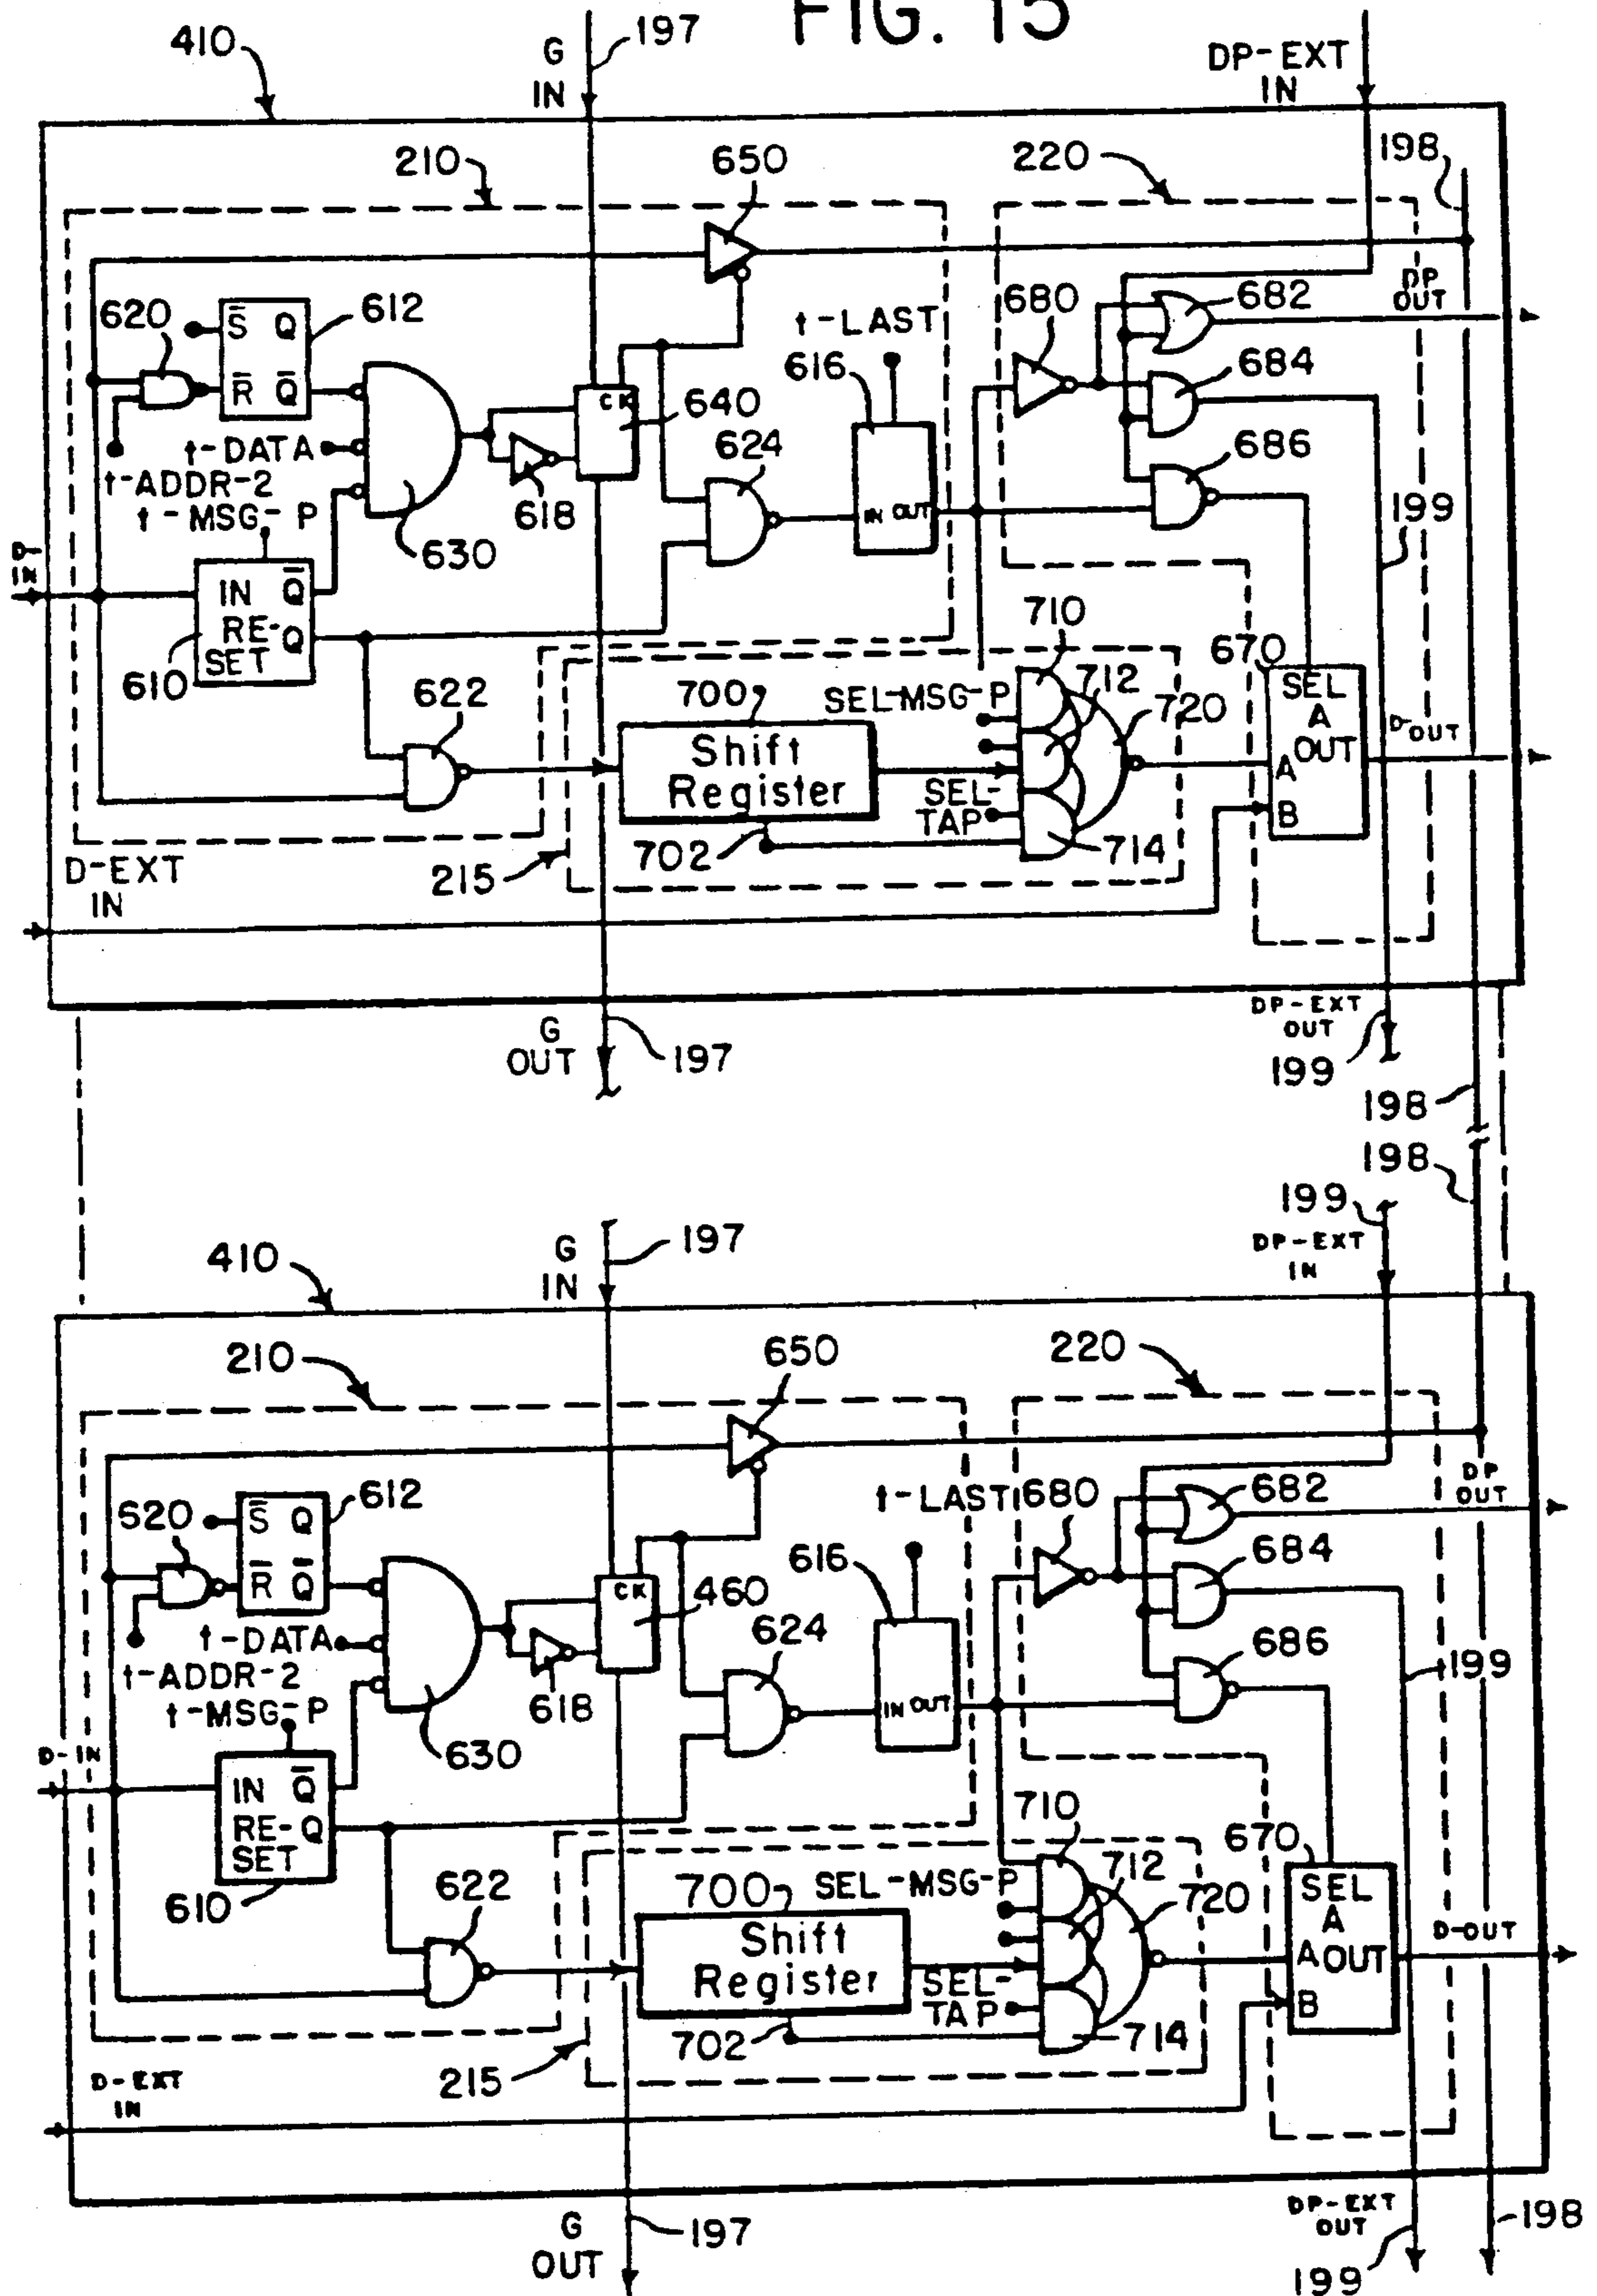 FIG. 15
410
G
IN
197
DP-EXT
IN
198
210
650
220
620
S̅ Q
R̅ Q̅
612
t-LAST
616
680
682
DP
OUT
684
t-DATA
t-ADDR-2
t-MSG-P
CK
640
624
618
630
IN OUT
686
199
IN
IN Q̅
RE- Q
SET
610
622
710
712
720
670
SEL-MSG-P
700
Shift
Register
SEL-
TAP
702
714
215
SEL
A
OUT
A
B
D-OUT
D-EXT
IN
G
OUT
197
DP-EXT
OUT
199
198
198
199
DP-EXT
IN
410
G
IN
197
210
650
220
620
S̅ Q
R̅ Q̅
612
t-LAST
616
680
682
DP
OUT
684
t-DATA
t-ADDR-2
t-MSG-P
CK
460
624
618
630
IN OUT
686
199
D-IN
IN Q̅
RE- Q
SET
610
622
710
712
720
670
SEL-MSG-P
700
Shift
Register
SEL-
TAP
702
714
215
SEL
A
A OUT
B
D-OUT
D-EXT
IN
G
OUT
197
DP-EXT
OUT
199
198